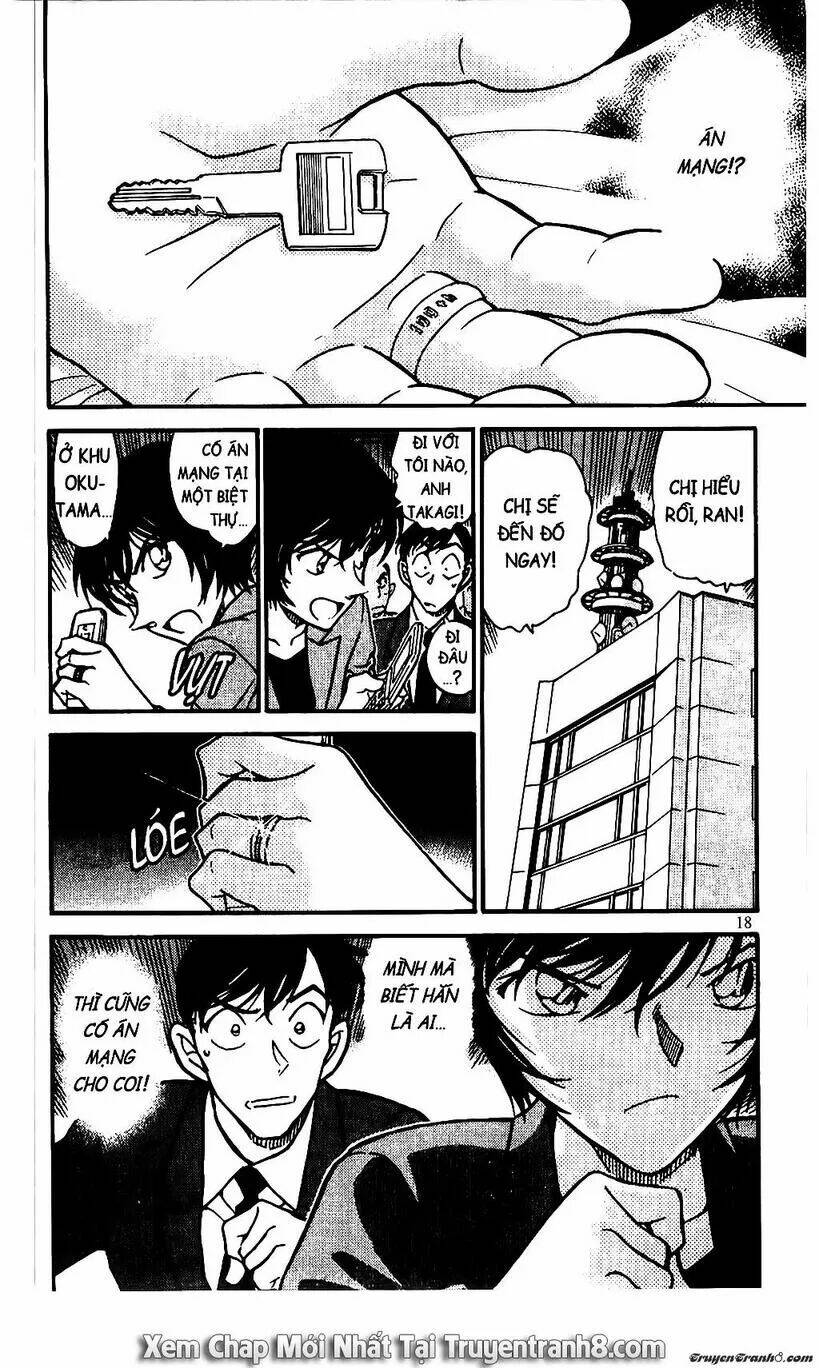 ÁN
MẠNG!?
CHỊ HIỂU
RỒI, RAN!
CHỊ SẼ
ĐẾN ĐÓ
NGAY!
ĐI VỚI
TÔI NÀO,
ANH
TAKAGI!
ĐI
ĐÂU
...?
CÓ ÁN
MẠNG TẠI
MỘT BIỆT
THỰ...
Ở KHU
OKU-
TAMA...
VỤT
LÓE
18
MÌNH MÀ
BIẾT HẮN
LÀ AI...
THÌ CŨNG
CÓ ÁN
MẠNG
CHO COI!
Xem Chap Mới Nhất Tại Truyentranh8.com
TruyenTranh8.com